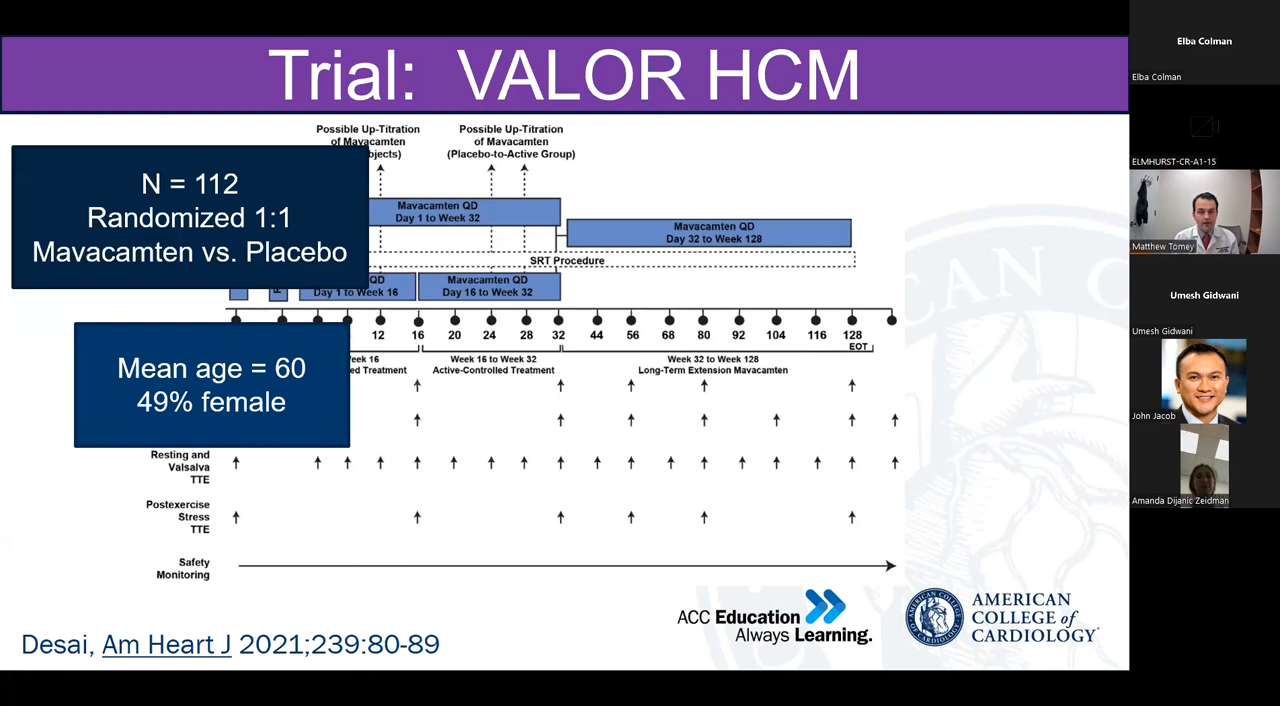 Trial:  VALOR HCM
Possible Up-Titration
of Mavacamten
bjects)
Possible Up-Titration
of Mavacamten
(Placebo-to-Active Group)
N = 112
Randomized 1:1
Mavacamten vs. Placebo
Mavacamten QD
Day 1 to Week 32
Mavacamten QD
Day 32 to Week 128
SRT Procedure
QD
Day 1 to Week 16
Mavacamten QD
Day 16 to Week 32
12 16 20 24 28 32 44 56 68 80 92 104 116 128
EOT
Mean age = 60
49% female
eek 16
ed Treatment
Week 16 to Week 32
Active-Controlled Treatment
Week 32 to Week 128
Long-Term Extension Mavacamten
Resting and
Valsalva
TTE
Postexercise
Stress
TTE
Safety
Monitoring
ACC Education
Always Learning.
AMERICAN
COLLEGE of
CARDIOLOGY
Desai, Am Heart J 2021;239:80-89
Elba Colman
Elba Colman
ELMHURST-CR-A1-15
Matthew Tomey
Umesh Gidwani
Umesh Gidwani
John Jacob
Amanda Dijanic Zeidman